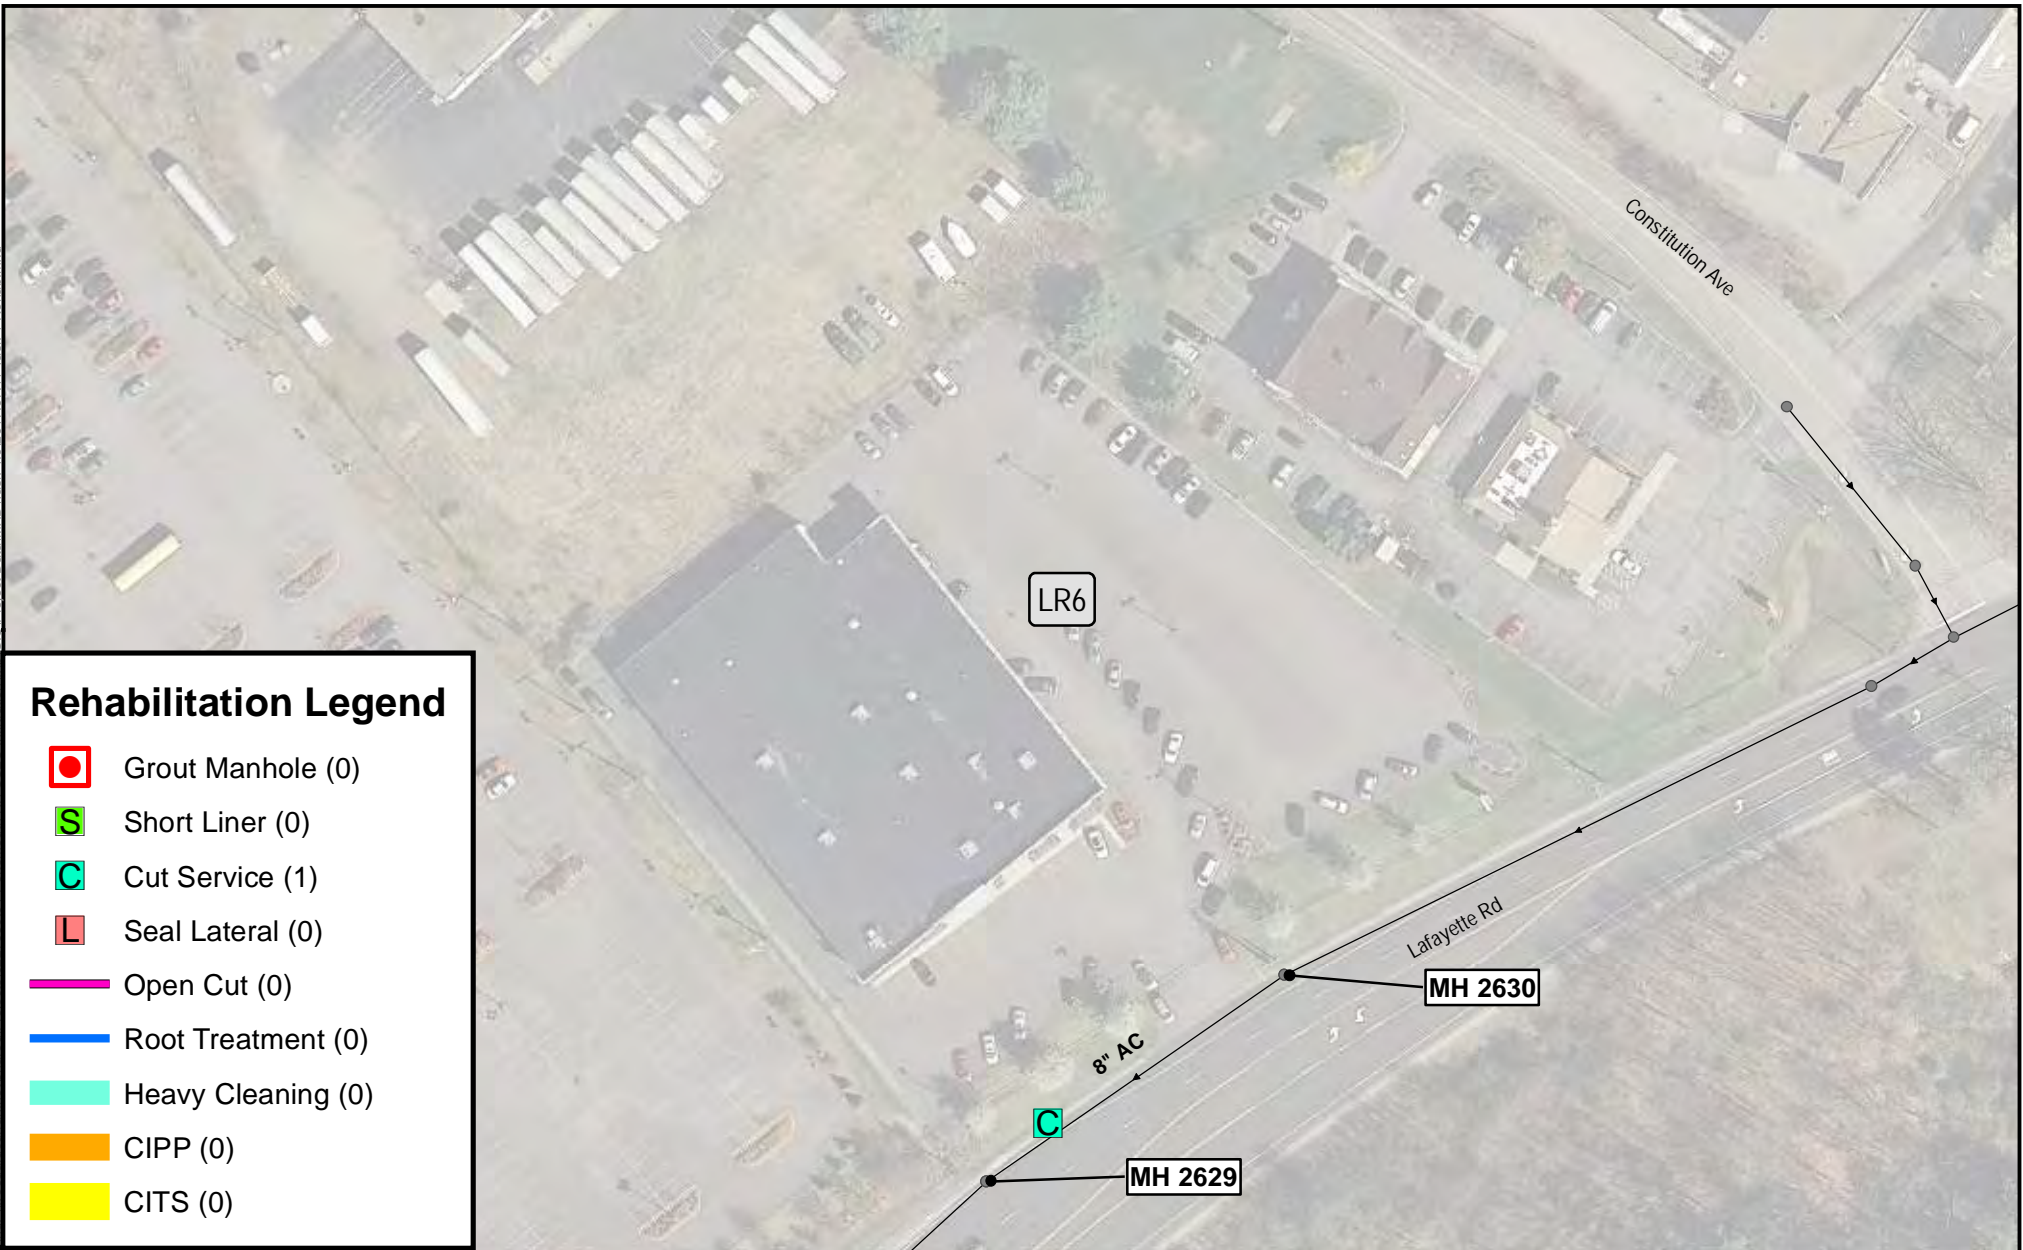 Constitution Ave
LR6
Rehabilitation Legend
Grout Manhole (0)
S Short Liner (0)
C Cut Service (1)
L Seal Lateral (0)
Open Cut (0)
Root Treatment (0)
Heavy Cleaning (0)
CIPP (0)
CITS (0)
Lafayette Rd
MH 2630
8" AC
C
MH 2629